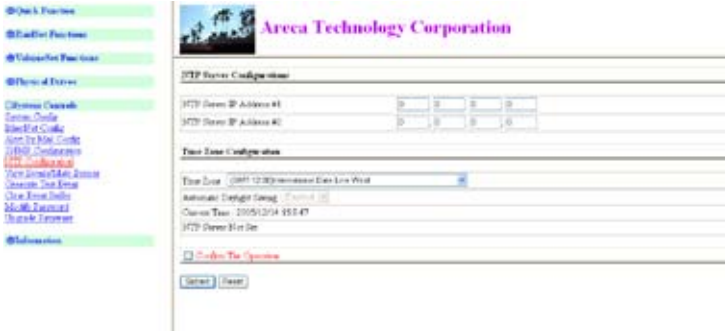 Quick Function
RaidSet Functions
VolumeSet Functions
Physical Drives
System Controls
System Config
EtherNet Config
Alert By Mail Config
SNMP Configuration
NTP Configuration
View Events/Mute Beeper
Generate Test Event
Clear Event Buffer
Modify Password
Upgrade Firmware
Information
Areca Technology Corporation
NTP Server Configurations
NTP Server IP Address #1 0 . 0 . 0 . 0
NTP Server IP Address #2 0 . 0 . 0 . 0
Time Zone Configuration
Time Zone : (GMT-12:00)International Date Line West
Automatic Daylight Saving :
Current Time : 2005/12/14
NTP Server Not Set
Confirm The Operation
Submit Reset